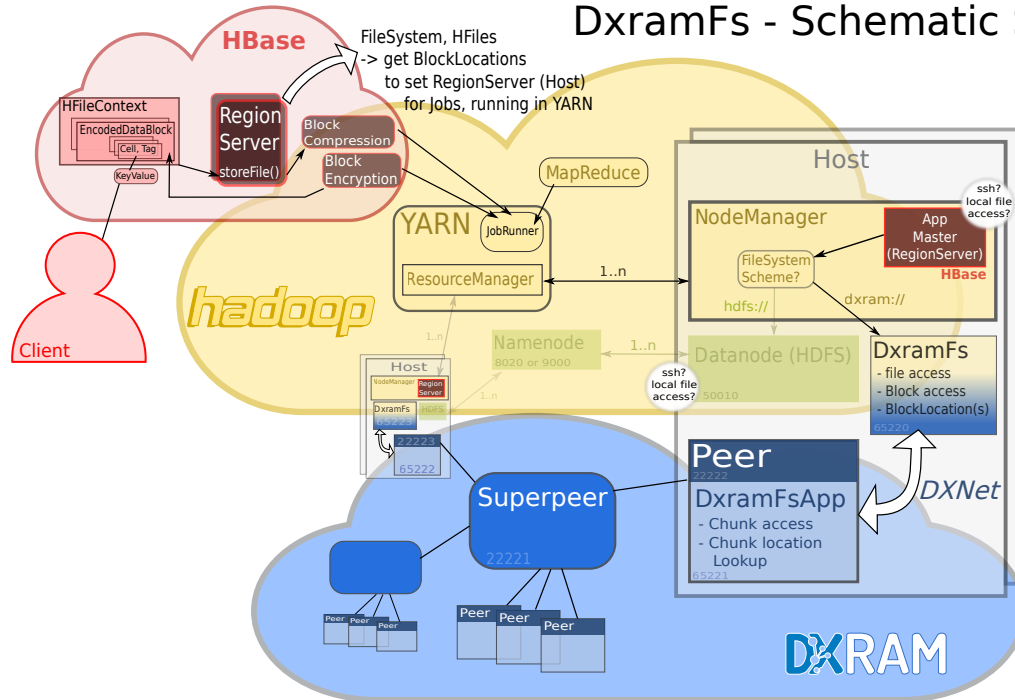 DxramFs - Schematic
HBase
FileSystem, HFiles
-> get BlockLocations
to set RegionServer (Host)
for Jobs, running in YARN
HFileContext
EncodedDataBlock
Cell, Tag
KeyValue
Region
Server
storeFile()
Block
Compression
Block
Encryption
MapReduce
YARN
JobRunner
ResourceManager
1..n
hadoop
Client
Host
ssh?
local file
access?
NodeManager
App
Master
(RegionServer)
HBase
FileSystem
Scheme?
hdfs://
dxram://
1..n
Namenode
8020 or 9000
1..n
1..n
Datanode (HDFS)
50010
ssh?
local file
access?
DxramFs
- file access
- Block access
- BlockLocation(s)
65220
Host
NodeManager
Region
Server
DxramFs
65223
HDFS
22223
65222
Peer
22222
DxramFsApp
- Chunk access
- Chunk location
Lookup
65221
DXNet
Superpeer
22221
Peer
Peer
Peer
Peer
Peer
Peer
DXRAM